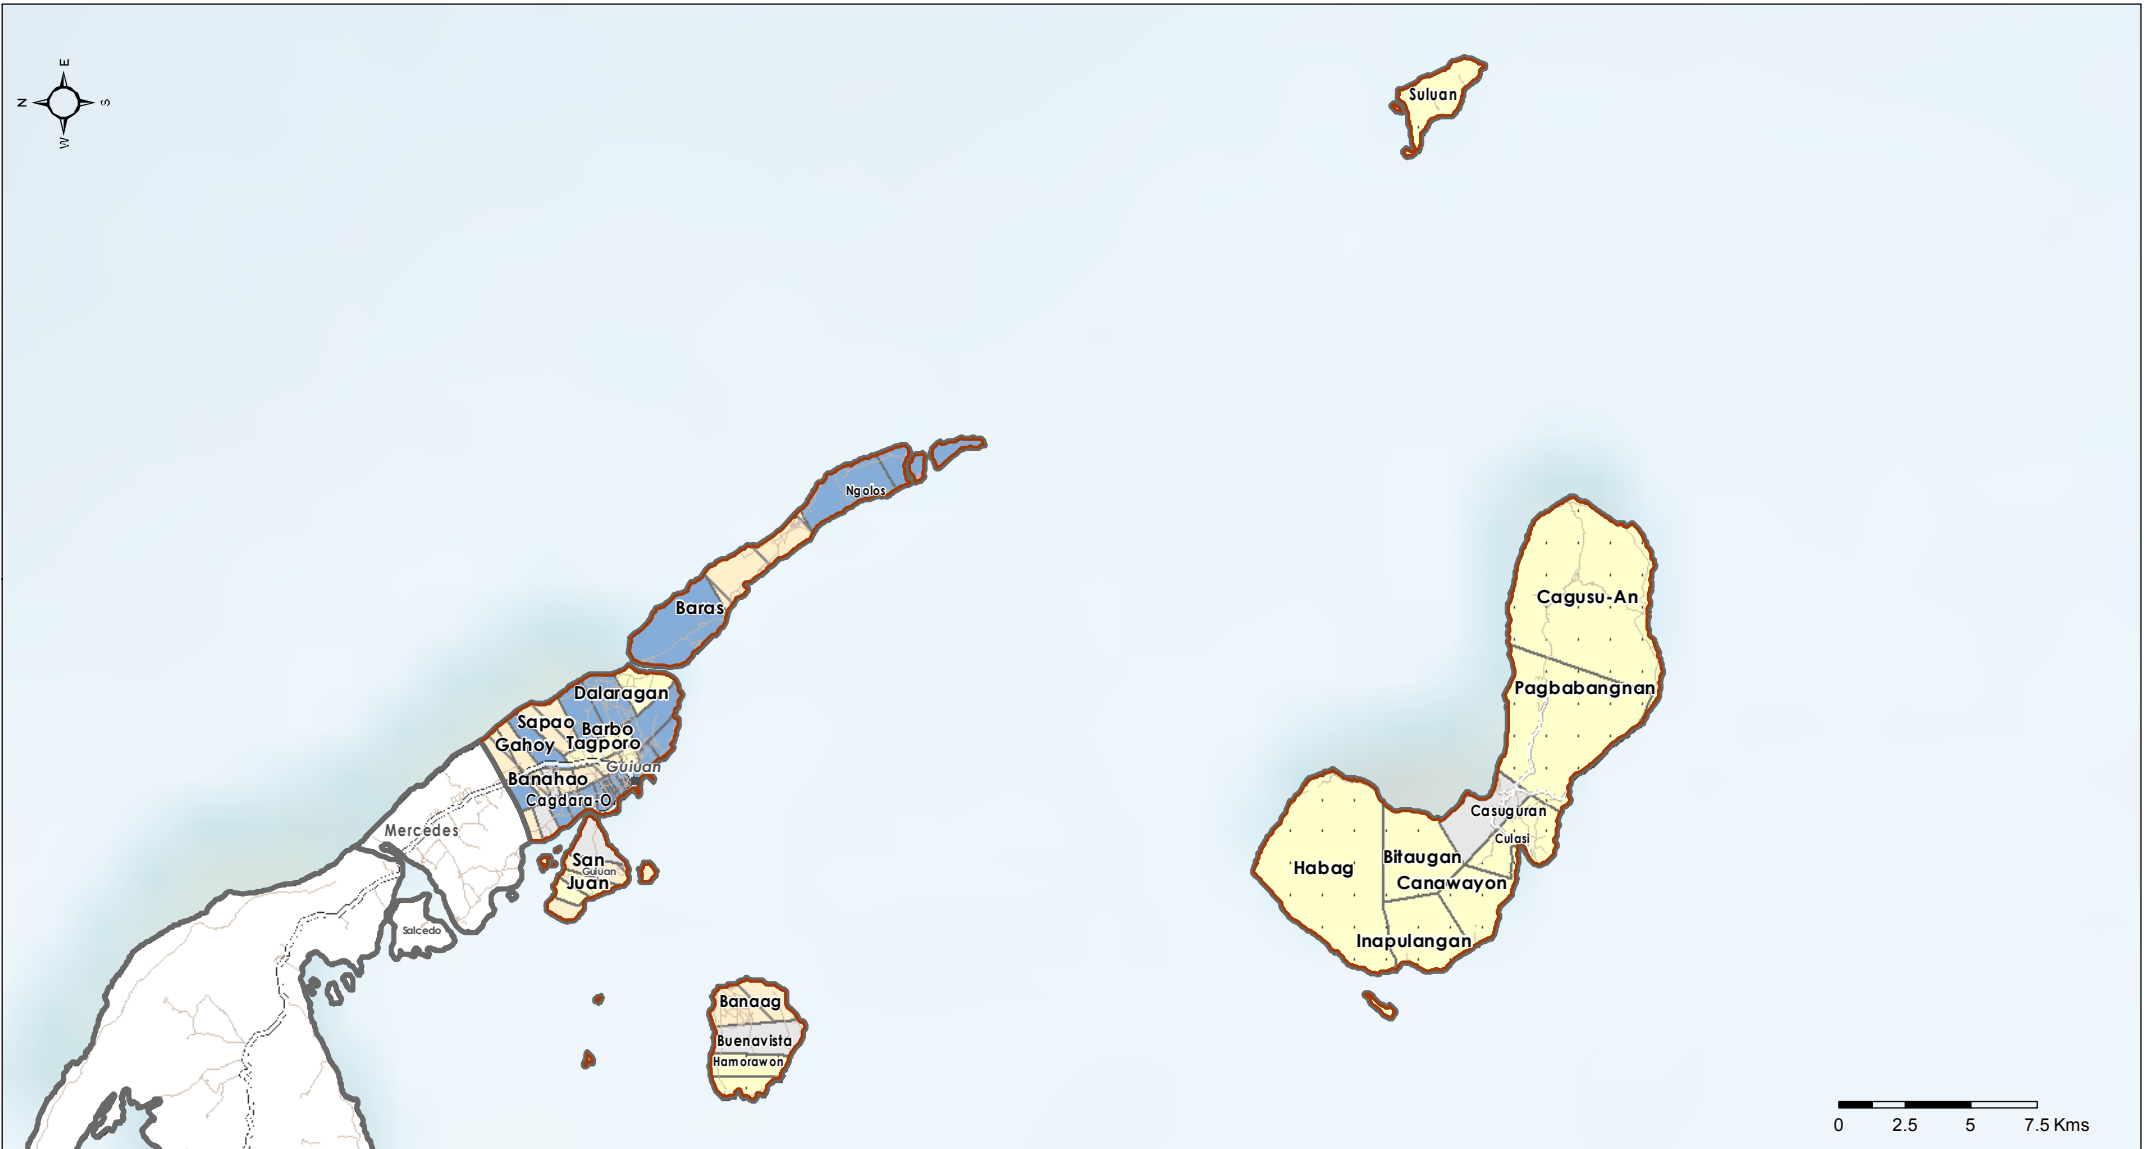 E
N
S
W
Suluan
Ngolos
Baras
Cagusu-An
Pagbabangnan
Dalaragan
Sapao
Barbo
Gahoy
Tagporo
Guiuan
Banahao
Cagdara-O
Mercedes
Casuguran
Culasi
San
Guiuan
Juan
Bitaugan
Habag
Canawayon
Salcedo
Inapulangan
Banaag
Buenavista
Hamorawon
0 2.5 5 7.5 Kms